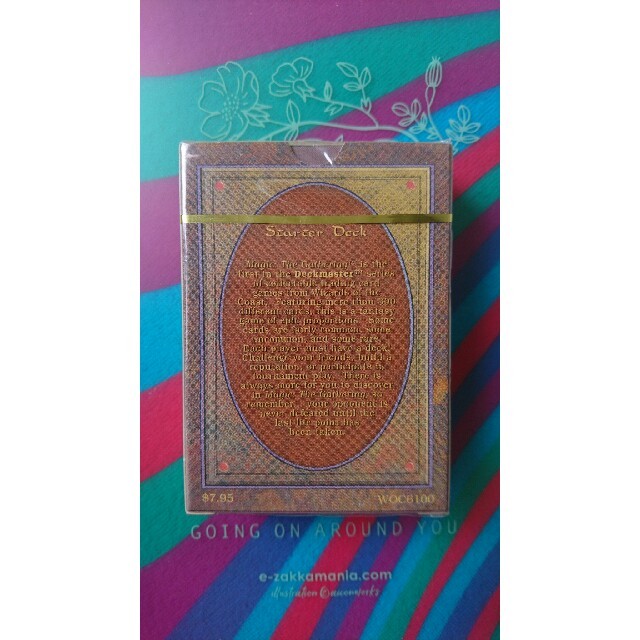 Starter Deck
Magic: The Gathering® is the
first in the Deckmaster™ series
of collectable trading card
games from Wizards of the
Coast. Featuring more than 300
different cards, this is a fantasy
game of epic proportions. Some
cards are fairly common, some
uncommon, and some rare.
Each player must have a deck.
Challenge your friends, build a
reputation, or participate in
tournament play. There is
always more for you to discover
in Magic: The Gathering, so
remember... your opponent is
never defeated until the
last life point has
been taken.
$7.95
WOC6100
GOING ON AROUND YOU
e-zakkamania.com